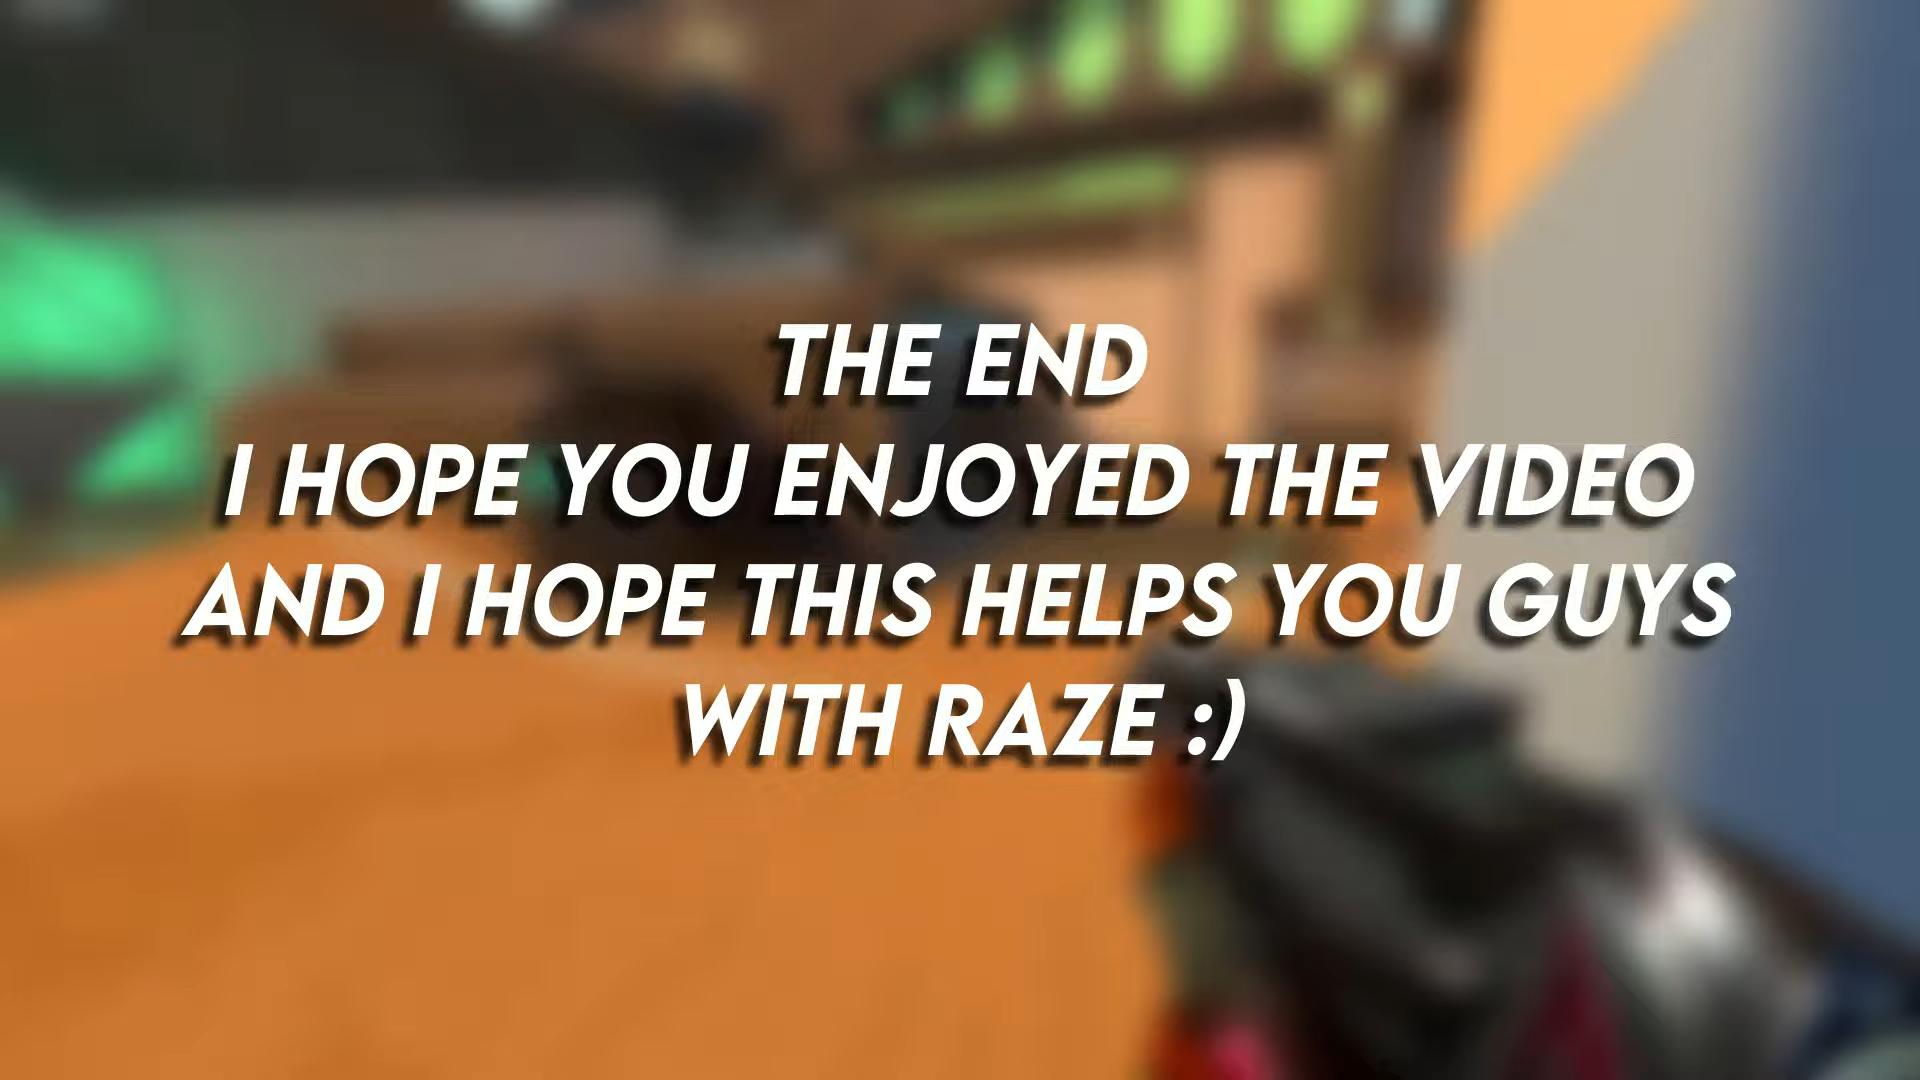 THE END
I HOPE YOU ENJOYED THE VIDEO
AND I HOPE THIS HELPS YOU GUYS
WITH RAZE :)